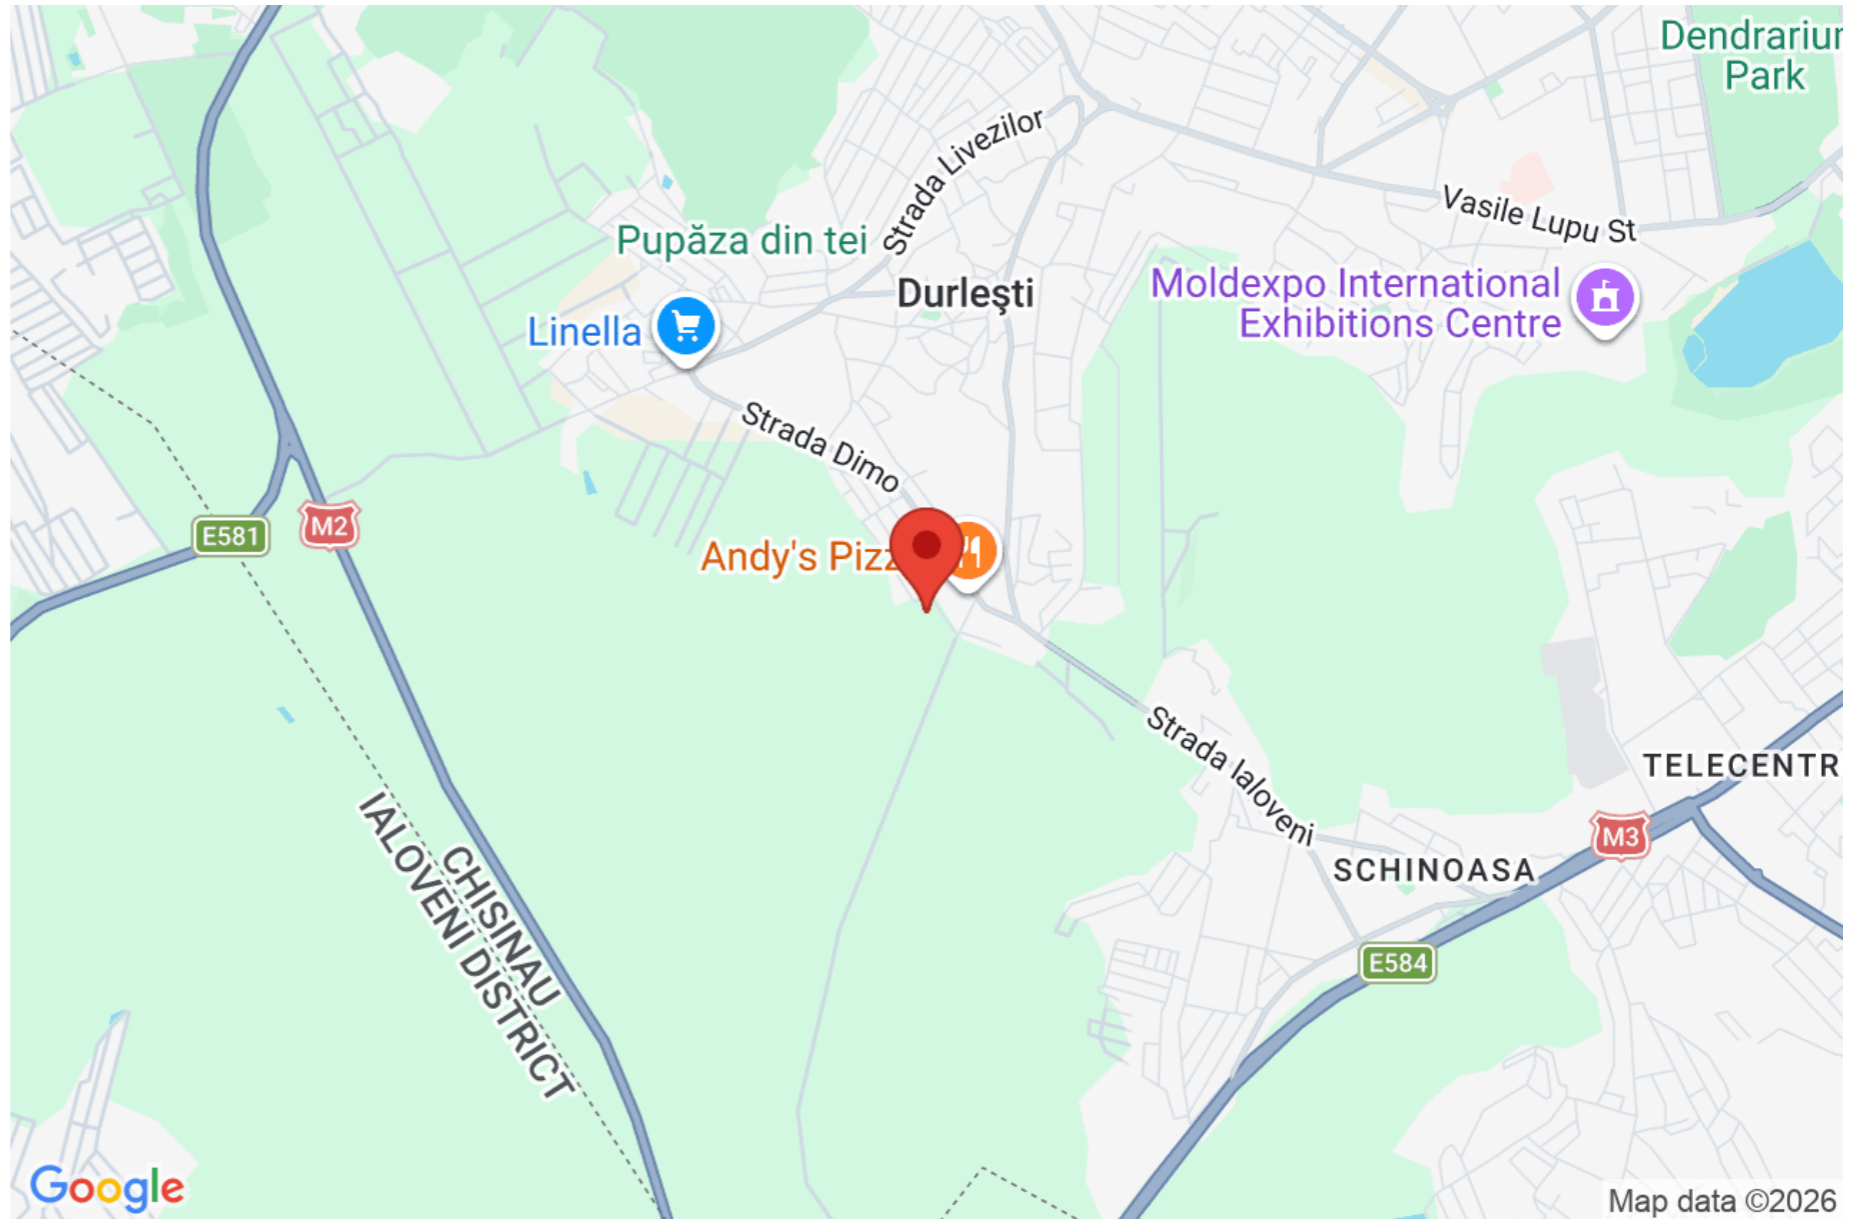 Dendrariu
Park
Strada Livezilor
Vasile Lupu St
Pupăza din tei
Durleşti
Moldexpo International
Exhibitions Centre
Linella
Strada Dimo
E581
M2
Andy's Pizz
Strada Ialoveni
TELECENTR
M3
SCHINOASA
CHISINAU
IALOVENI DISTRICT
E584
Google
Map data ©2026